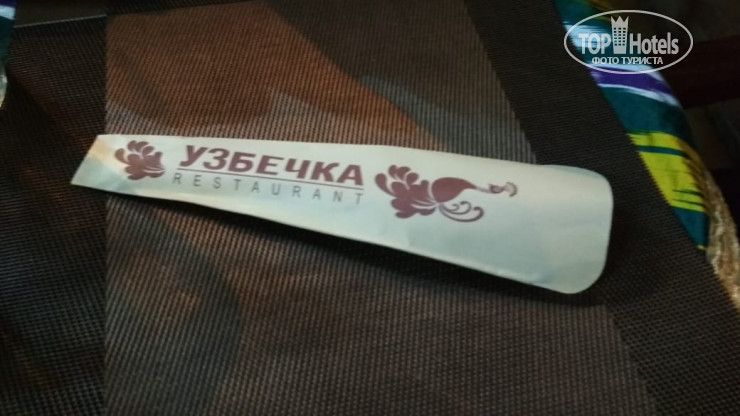 TOP Hotels
ФОТО ТУРИСТА
УЗБЕЧКА
RESTAURANT